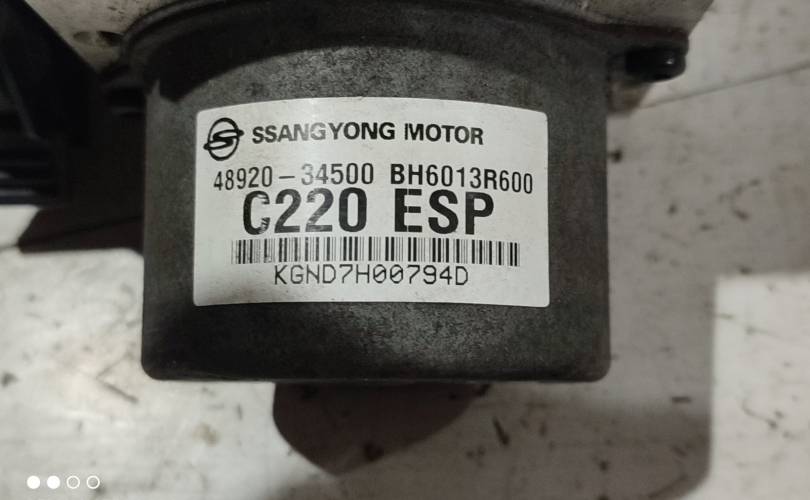 SSANGYONG MOTOR
48920-34500 BH6013R600
C220 ESP
KGND7H00794D